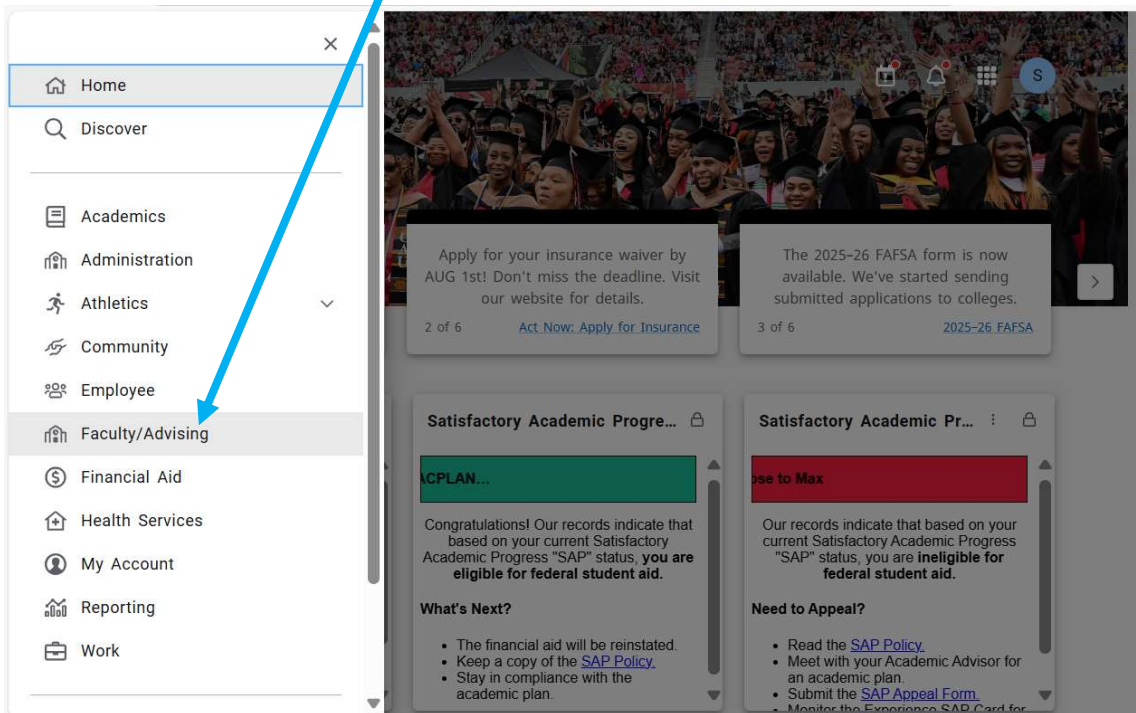 ×
Home
Discover
Academics
Administration
Athletics
Community
Employee
Faculty/Advising
Financial Aid
Health Services
My Account
Reporting
Work
S
Apply for your insurance waiver by
AUG 1st! Don't miss the deadline. Visit
our website for details.
2 of 6 Act Now: Apply for Insurance
The 2025–26 FAFSA form is now
available. We've started sending
submitted applications to colleges.
3 of 6 2025–26 FAFSA
Satisfactory Academic Progre...
ACPLAN...
Congratulations! Our records indicate that
based on your current Satisfactory
Academic Progress "SAP" status, you are
eligible for federal student aid.
What's Next?
• The financial aid will be reinstated.
• Keep a copy of the SAP Policy.
• Stay in compliance with the
academic plan.
Satisfactory Academic Pr...
ose to Max
Our records indicate that based on your
current Satisfactory Academic Progress
"SAP" status, you are ineligible for
federal student aid.
Need to Appeal?
• Read the SAP Policy.
• Meet with your Academic Advisor for
an academic plan.
• Submit the SAP Appeal Form.
• Monitor the Experience SAP Card for